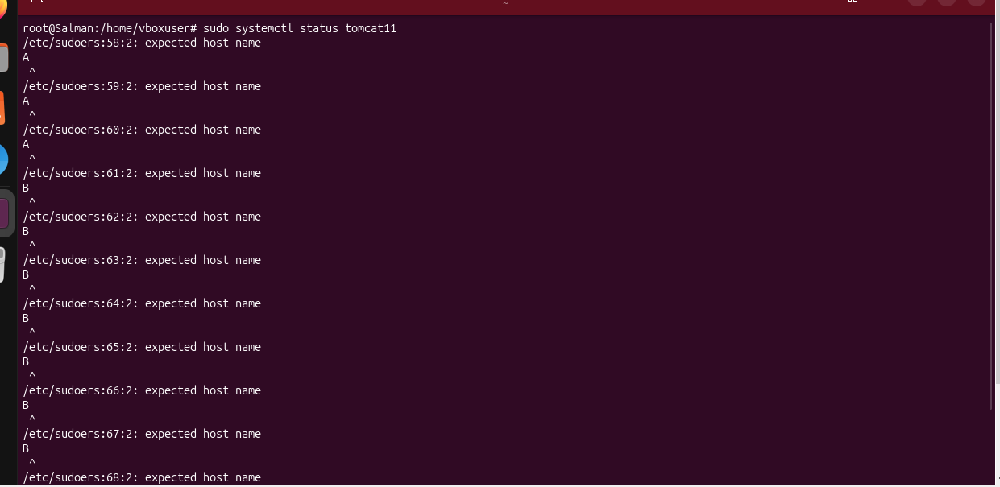 root@Salman:/home/vboxuser# sudo systemctl status tomcat11
/etc/sudoers:58:2: expected host name
A
 ^
/etc/sudoers:59:2: expected host name
A
 ^
/etc/sudoers:60:2: expected host name
A
 ^
/etc/sudoers:61:2: expected host name
B
 ^
/etc/sudoers:62:2: expected host name
B
 ^
/etc/sudoers:63:2: expected host name
B
 ^
/etc/sudoers:64:2: expected host name
B
 ^
/etc/sudoers:65:2: expected host name
B
 ^
/etc/sudoers:66:2: expected host name
B
 ^
/etc/sudoers:67:2: expected host name
B
 ^
/etc/sudoers:68:2: expected host name